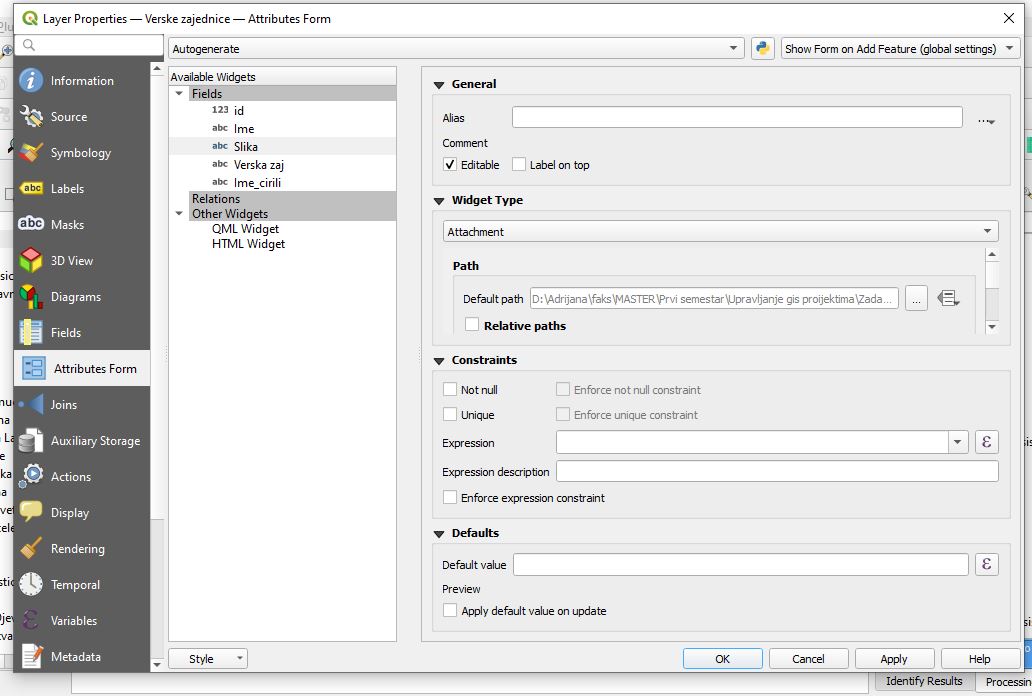 Layer Properties — Verske zajednice — Attributes Form
Autogenerate
Show Form on Add Feature (global settings)
Information
Source
Symbology
abc Labels
abc Masks
3D View
Diagrams
Fields
Attributes Form
Joins
Auxiliary Storage
Actions
Display
Rendering
Temporal
Variables
Metadata
Available Widgets
Fields
123 id
abc Ime
abc Slika
abc Verska zaj
abc Ime_cirili
Relations
Other Widgets
QML Widget
HTML Widget
Style
General
Alias
...
Comment
Editable
Label on top
Widget Type
Attachment
Path
Default path D:\Adrijana\faks\MASTER\Prvi semestar\Upravljanje gis proijektima\Zada...
...
Relative paths
Constraints
Not null
Enforce not null constraint
Unique
Enforce unique constraint
Expression
ε
Expression description
Enforce expression constraint
Defaults
Default value
ε
Preview
Apply default value on update
OK
Cancel
Apply
Help
Identify Results